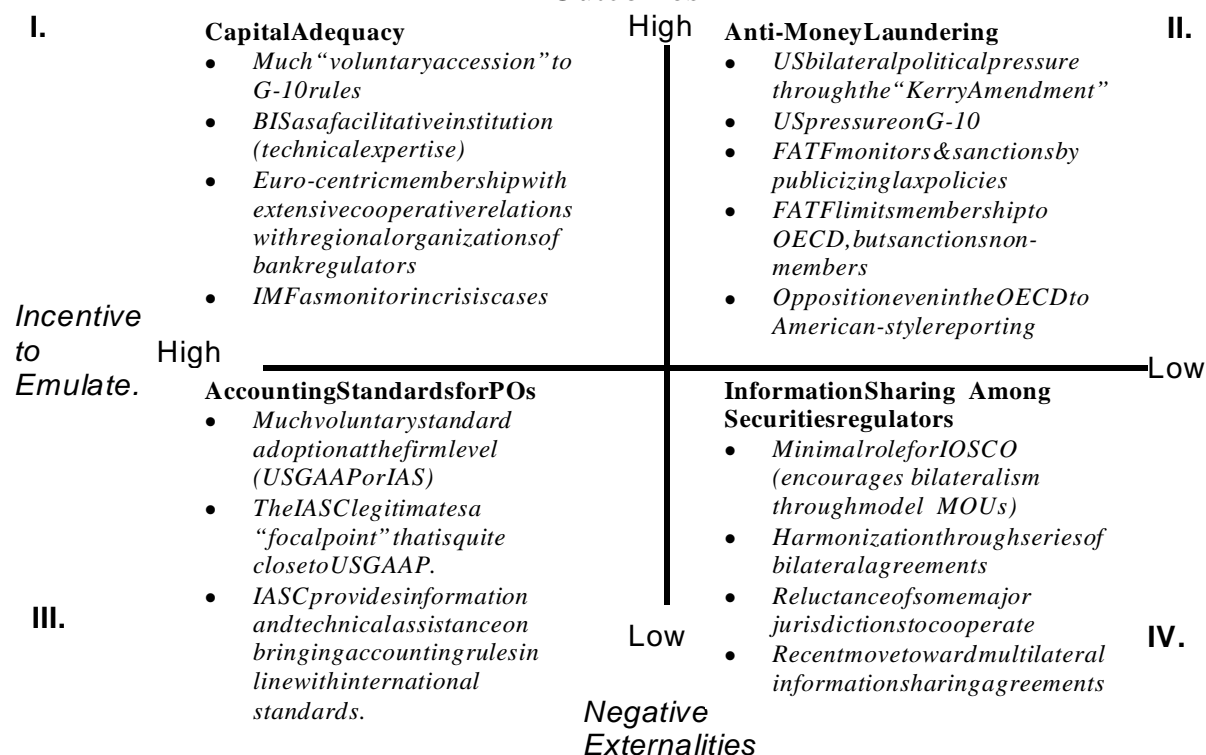 I.
CapitalAdequacy
● Much“voluntaryaccession”to
G-10rules
● BISasafacilitativeinstitution
(technicalexpertise)
● Euro-centricmembershipwith
extensivecooperativerelations
withregionalorganizationsof
bankregulators
● IMFasmonitorincrisiscases
High
Anti-MoneyLaundering
II.
● USbilateralpoliticalpressure
throughthe“KerryAmendment”
● USpressureonG-10
● FATFmonitors&sanctionsby
publicizinglaxpolicies
● FATFlimitsmembershipto
OECD,butsanctionsnon-
members
● OppositionevenintheOECDto
American-stylereporting
Incentive
to
Emulate.
High
Low
AccountingStandardsforPOs
● Muchvoluntarystandard
adoptionatthefirmlevel
(USGAAPorIAS)
● TheIASClegitimatesa
“focalpoint”thatisquite
closetoUSGAAP.
● IASCprovidesinformation
andtechnicalassistanceon
bringingaccountingrulesin
linewithinternational
standards.
III.
InformationSharing Among
Securitiesregulators
● MinimalroleforIOSCO
(encourages bilateralism
throughmodel MOUs)
● Harmonizationthroughseriesof
bilateralagreements
● Reluctanceofsomemajor
jurisdictionstocooperate
● Recentmovetowardmultilateral
informationsharingagreements
IV.
Low
Negative
Externalities